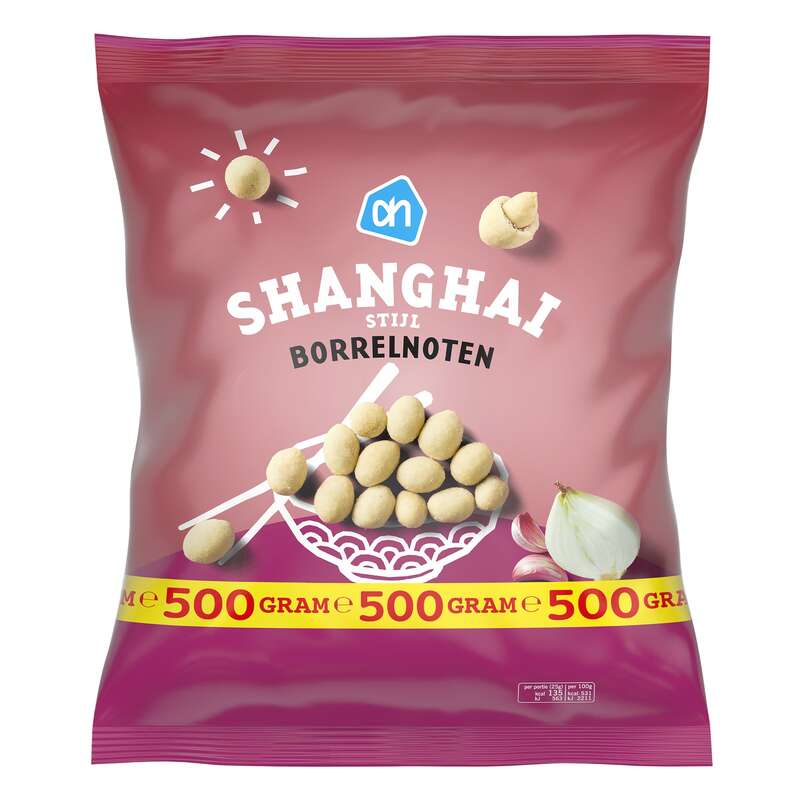 ah
SHANGHAI
STIJL
BORRELNOTEN
M e 500 GRAM e 500 GRAM e 500 GRA
per portie (25g) per 100g
kcal 135 kcal 531
kJ 563 kJ 2211